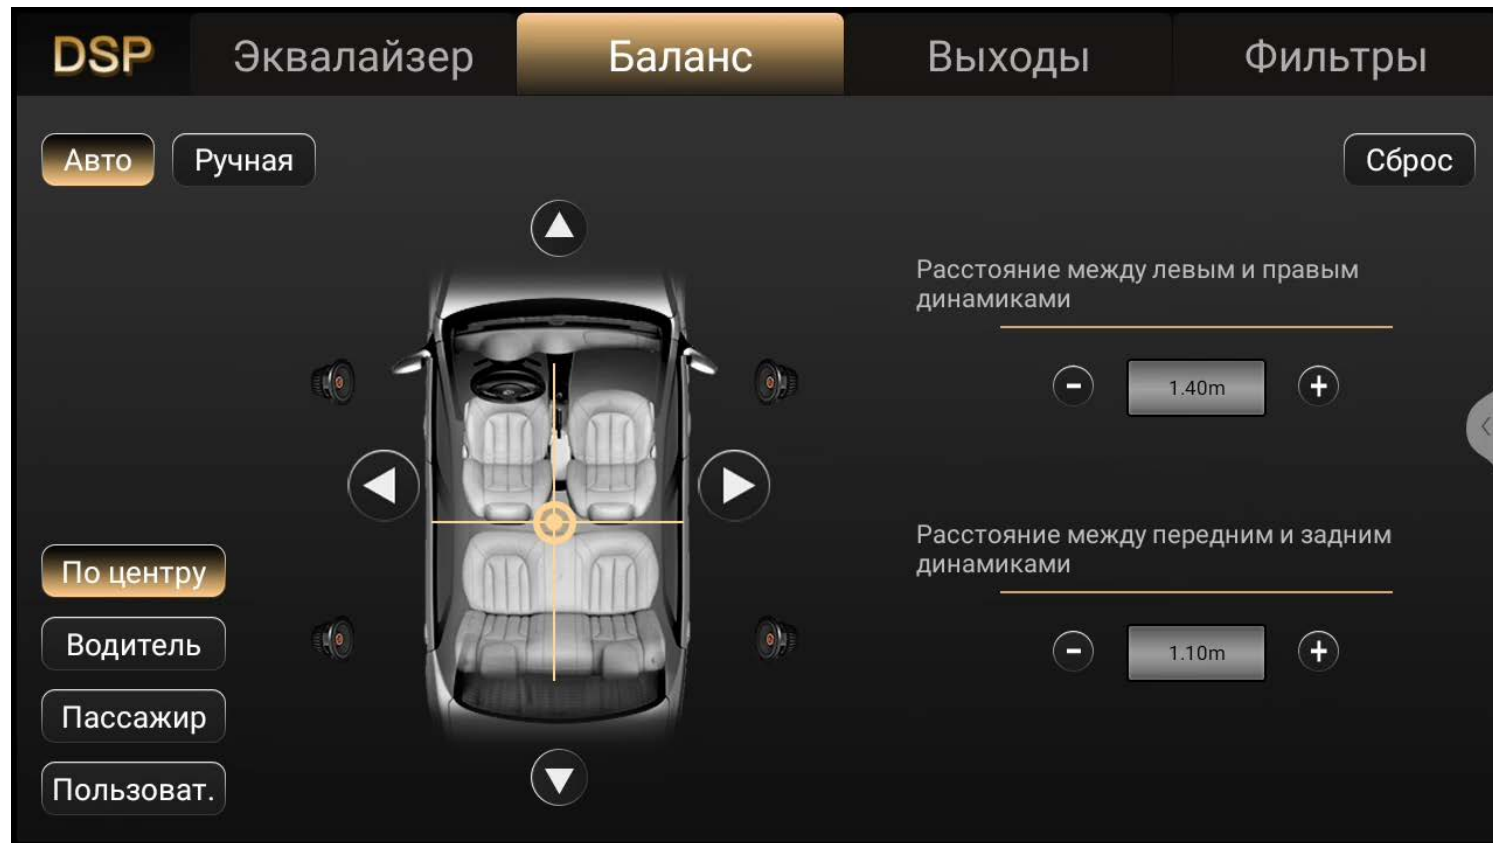 DSP
Эквалайзер
Баланс
Выходы
Фильтры
Авто
Ручная
Сброс
Расстояние между левым и правым
динамиками
1.40m
Расстояние между передним и задним
динамиками
1.10m
По центру
Водитель
Пассажир
Пользоват.